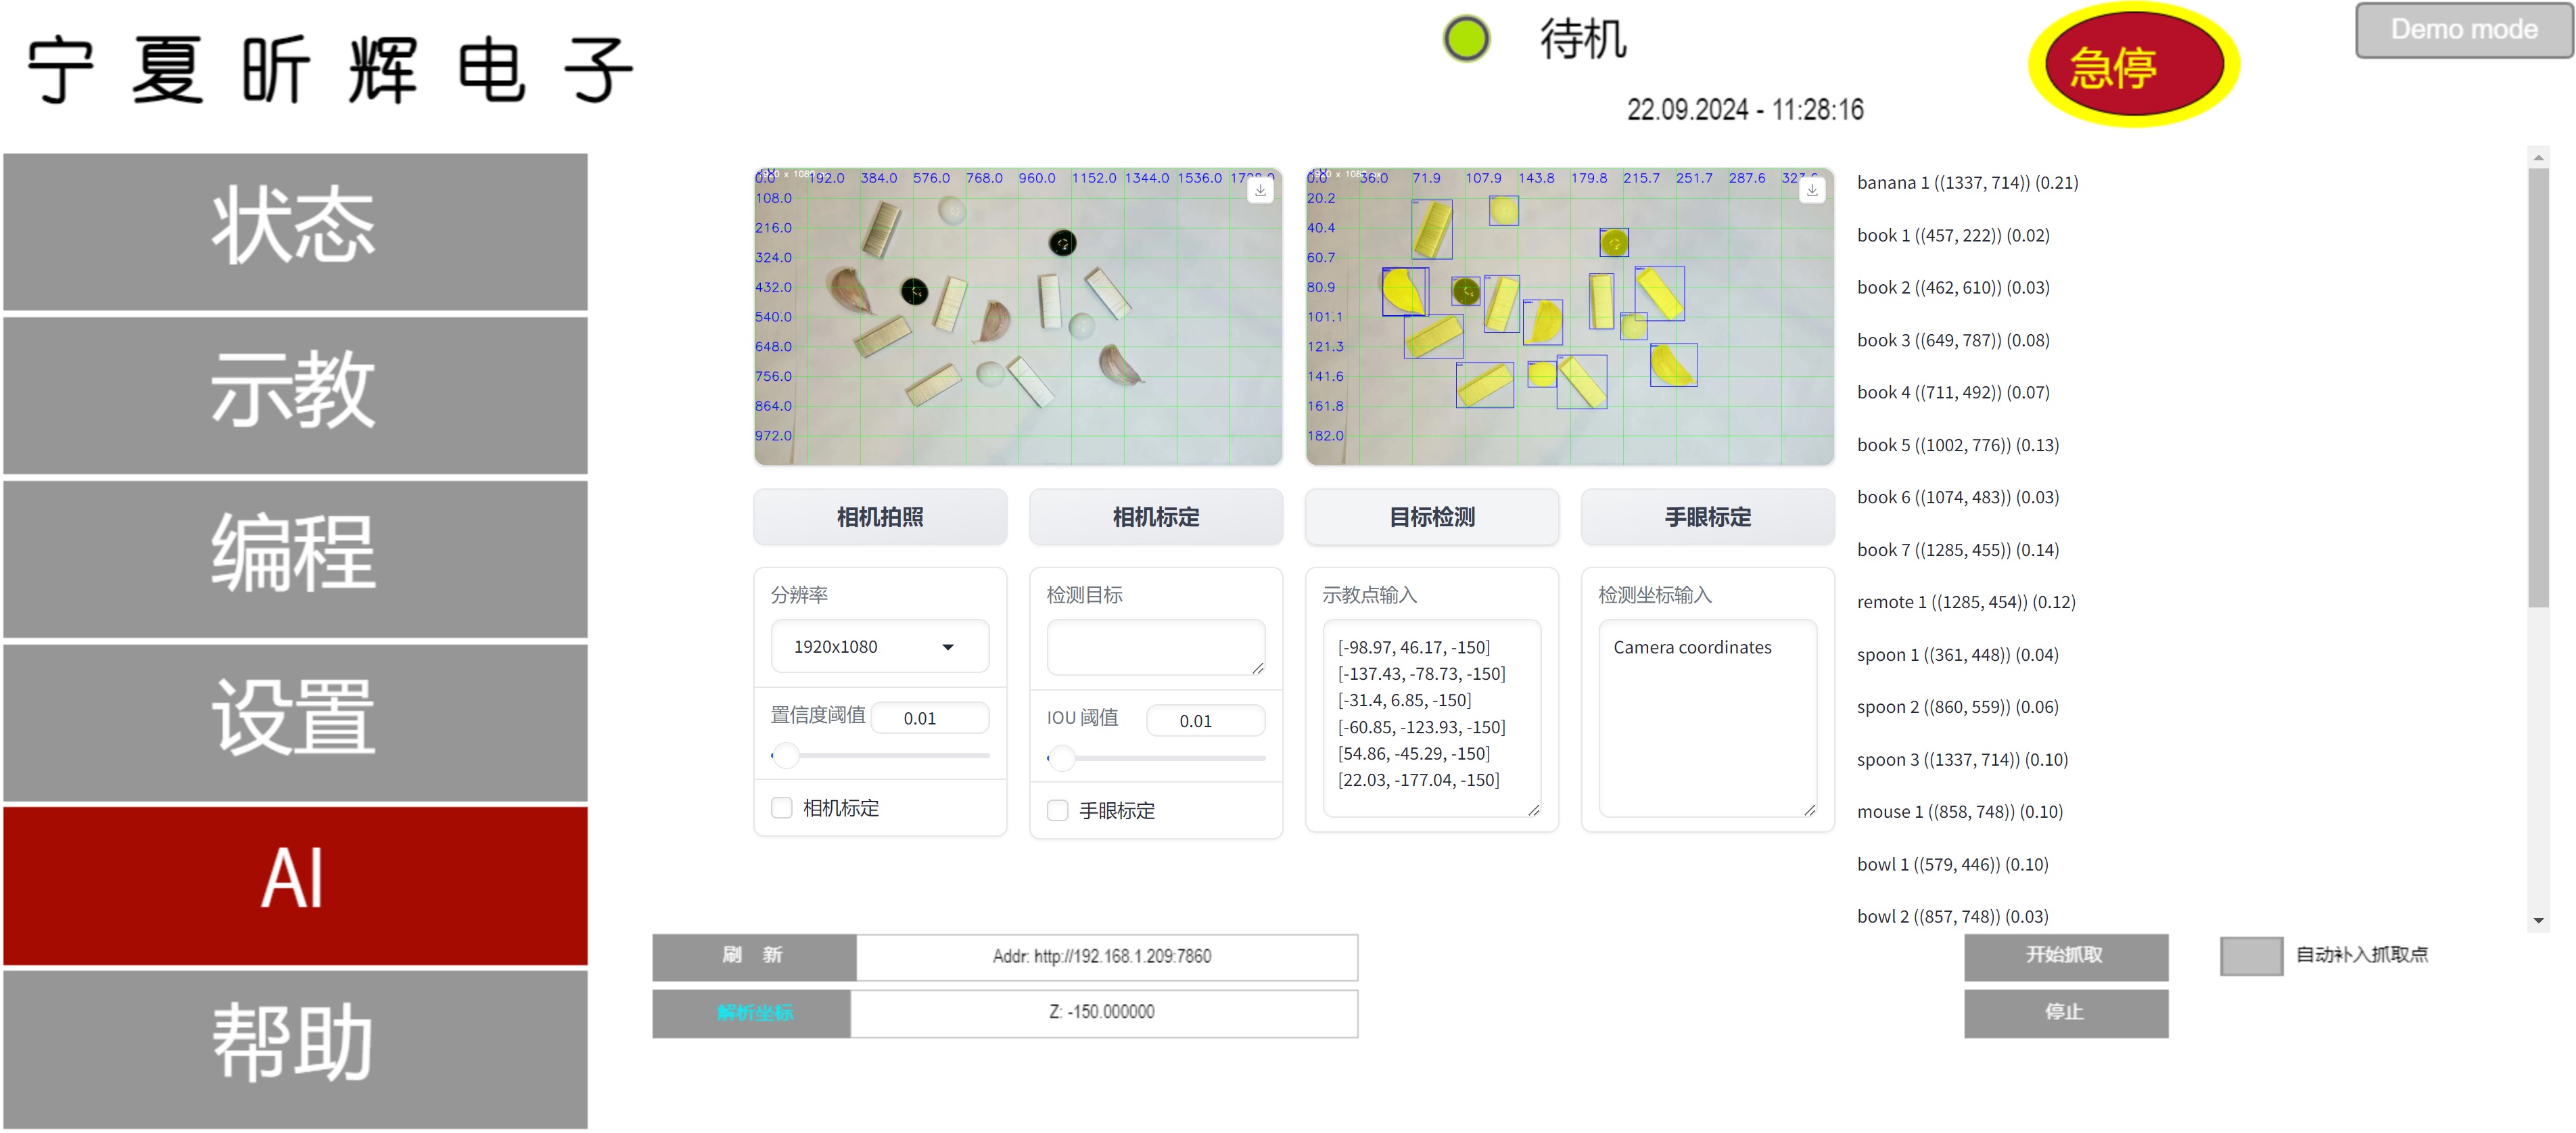 宁夏昕辉电子
待机
22.09.2024 - 11:28:16
急停
Demo mode
状态
示教
编程
设置
AI
帮助
0.0 192.0 384.0 576.0 768.0 960.0 1152.0 1344.0 1536.0
108.0
216.0
324.0
432.0
540.0
648.0
756.0
864.0
972.0
0.0 36.0 71.9 107.9 143.8 179.8 215.7 251.7 287.6
20.2
40.4
60.7
80.9
101.1
121.3
141.6
161.8
182.0
相机拍照
相机标定
目标检测
手眼标定
分辨率
1920x1080
置信度阈值 0.01
相机标定
检测目标
IOU 阈值 0.01
手眼标定
示教点输入
[-98.97, 46.17, -150]
[-137.43, -78.73, -150]
[-31.4, 6.85, -150]
[-60.85, -123.93, -150]
[54.86, -45.29, -150]
[22.03, -177.04, -150]
检测坐标输入
Camera coordinates
banana 1 ((1337, 714)) (0.21)
book 1 ((457, 222)) (0.02)
book 2 ((462, 610)) (0.03)
book 3 ((649, 787)) (0.08)
book 4 ((711, 492)) (0.07)
book 5 ((1002, 776)) (0.13)
book 6 ((1074, 483)) (0.03)
book 7 ((1285, 455)) (0.14)
remote 1 ((1285, 454)) (0.12)
spoon 1 ((361, 448)) (0.04)
spoon 2 ((860, 559)) (0.06)
spoon 3 ((1337, 714)) (0.10)
mouse 1 ((858, 748)) (0.10)
bowl 1 ((579, 446)) (0.10)
bowl 2 ((857, 748)) (0.03)
刷 新
Addr: http://192.168.1.209:7860
解析坐标
Z: -150.000000
开始抓取
自动补入抓取点
停止